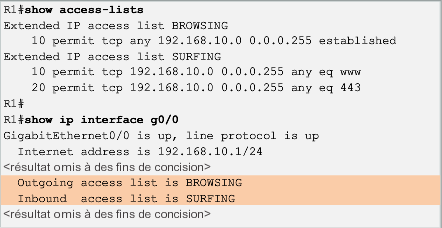 R1#show access-lists
Extended IP access list BROWSING
10 permit tcp any 192.168.10.0 0.0.0.255 established
Extended IP access list SURFING
10 permit tcp 192.168.10.0 0.0.0.255 any eq www
20 permit tcp 192.168.10.0 0.0.0.255 any eq 443
R1#
R1#show ip interface g0/0
GigabitEthernet0/0 is up, line protocol is up
Internet address is 192.168.10.1/24
<résultat omis à des fins de concision>
Outgoing access list is BROWSING
Inbound  access list is SURFING
<résultat omis à des fins de concision>